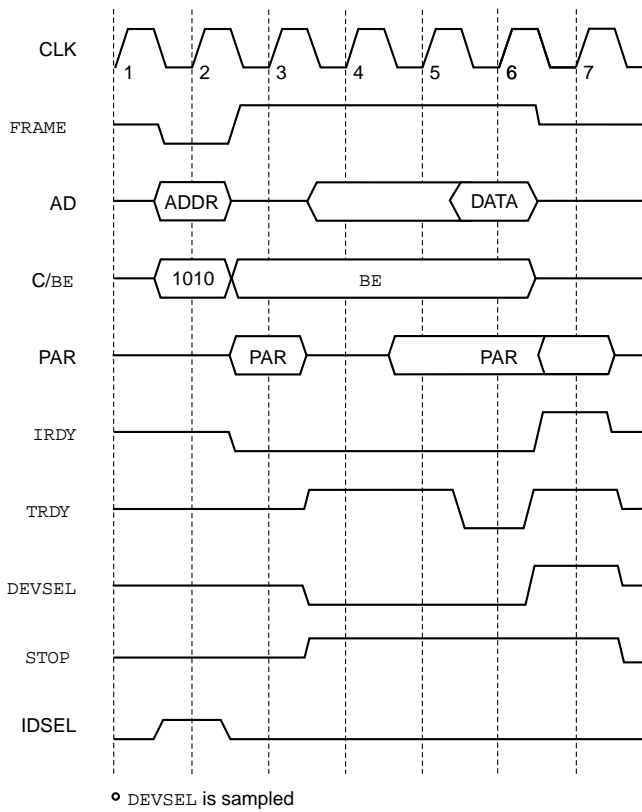 CLK
1 2 3 4 5 6 7
FRAME
AD
ADDR
DATA
C/BE
1010
BE
PAR
PAR
PAR
IRDY
TRDY
DEVSEL
STOP
IDSEL
DEVSEL is sampled